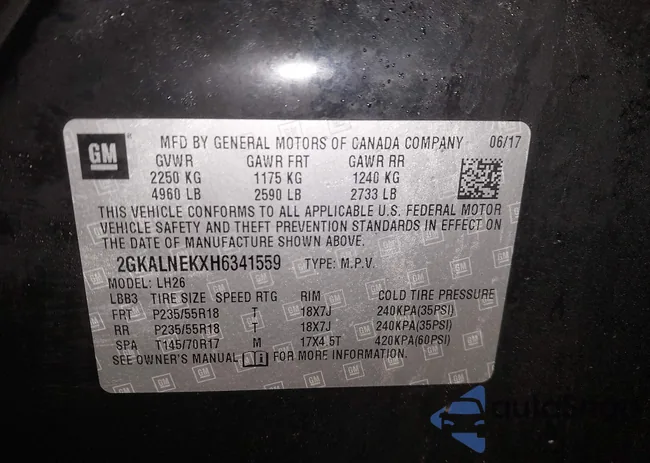 GM
MFD BY GENERAL MOTORS OF CANADA COMPANY 06/17
GVWR GAWR FRT GAWR RR
2250 KG 1175 KG 1240 KG
4960 LB 2590 LB 2733 LB
THIS VEHICLE CONFORMS TO ALL APPLICABLE U.S. FEDERAL MOTOR
VEHICLE SAFETY AND THEFT PREVENTION STANDARDS IN EFFECT ON
THE DATE OF MANUFACTURE SHOWN ABOVE.
2GKALNEKXH6341559 TYPE: M.P.V.
MODEL: LH26
LBB3 TIRE SIZE SPEED RTG RIM COLD TIRE PRESSURE
FRT P235/55R18 T 18X7J 240KPA(35PSI)
RR P235/55R18 T 18X7J 240KPA(35PSI)
SPA T145/70R17 M 17X4.5T 420KPA(60PSI)
SEE OWNER'S MANUAL FOR MORE INFORMATION